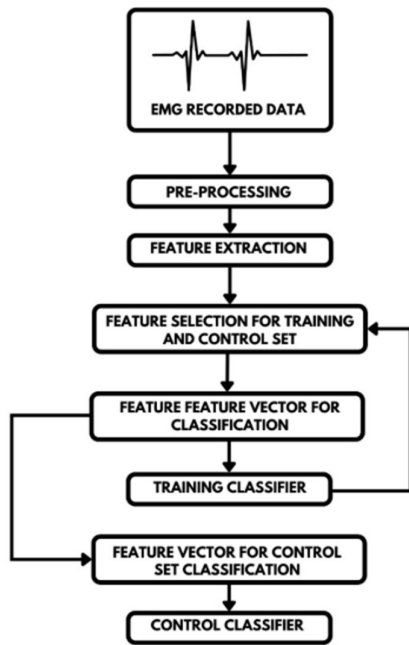 EMG RECORDED DATA
PRE-PROCESSING
FEATURE EXTRACTION
FEATURE SELECTION FOR TRAINING
AND CONTROL SET
FEATURE FEATURE VECTOR FOR
CLASSIFICATION
TRAINING CLASSIFIER
FEATURE VECTOR FOR CONTROL
SET CLASSIFICATION
CONTROL CLASSIFIER